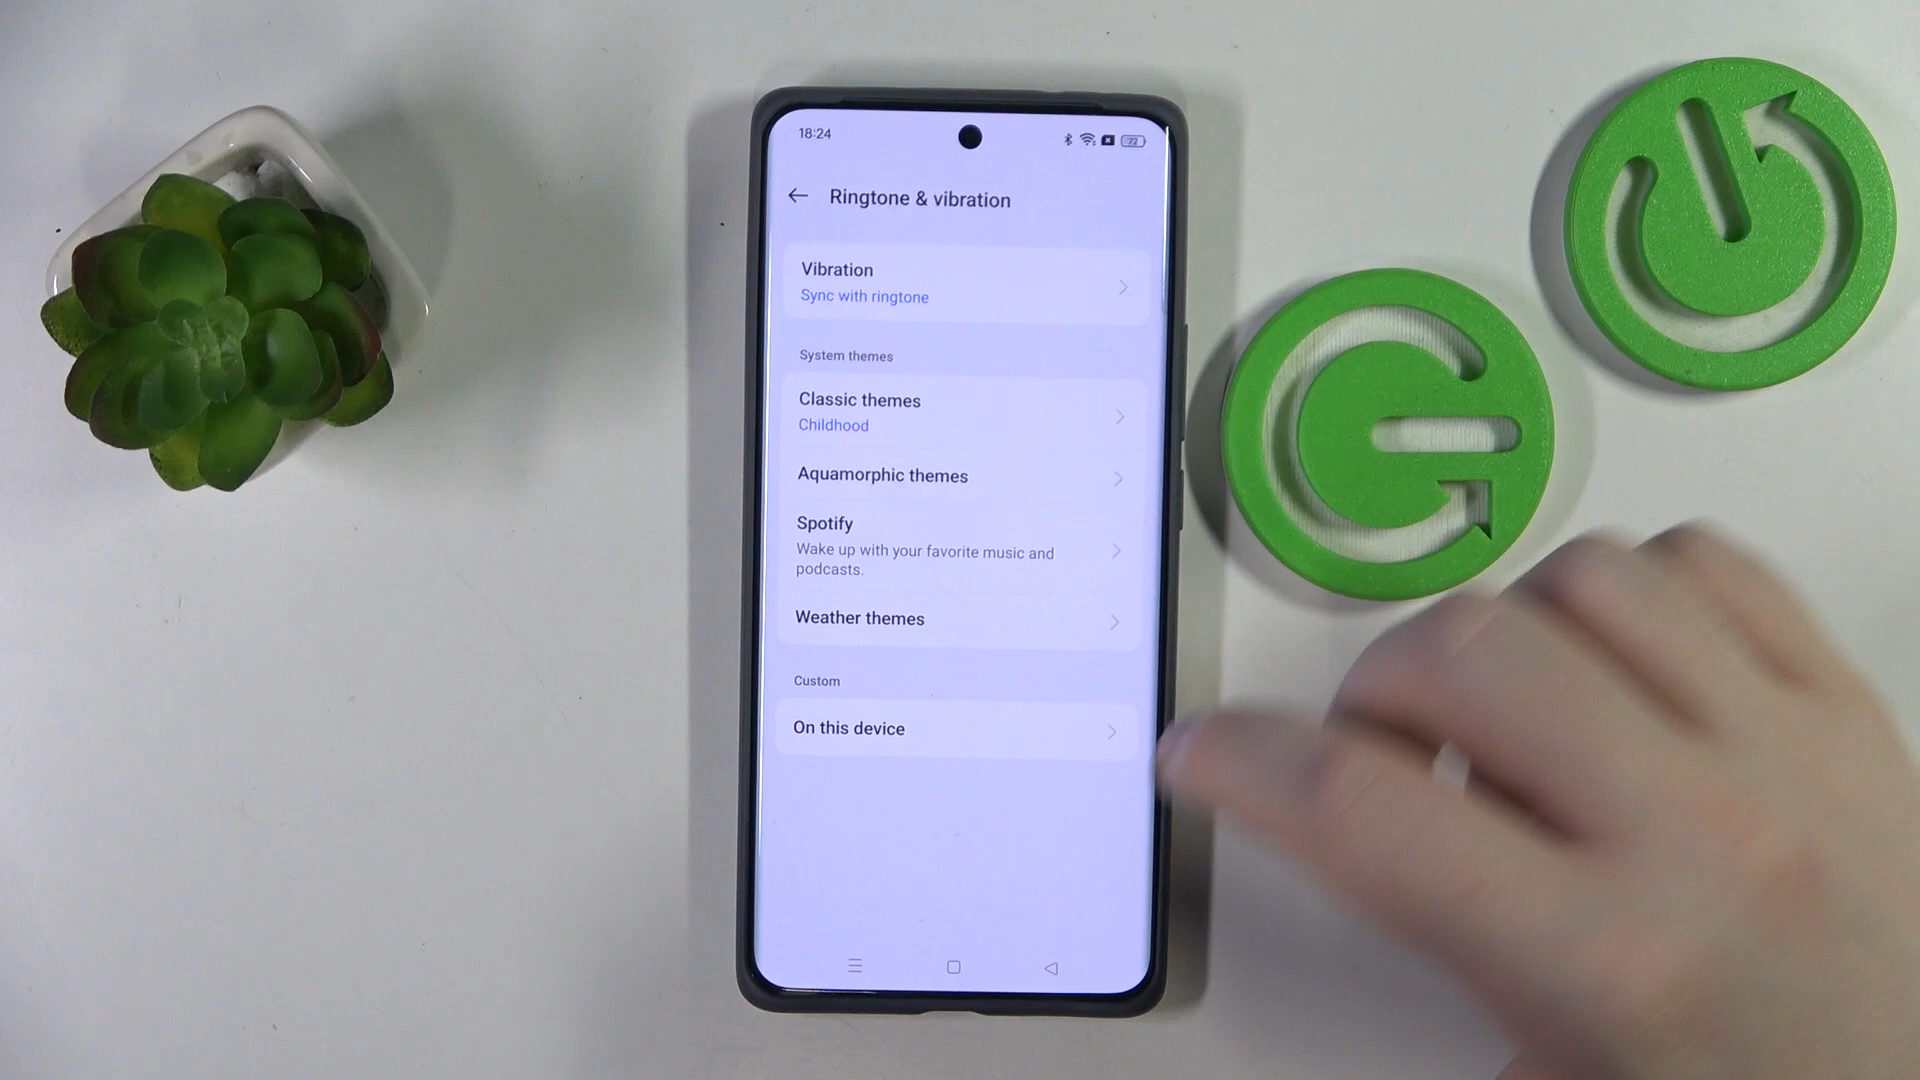 18:24
72
Ringtone & vibration
Vibration
Sync with ringtone
System themes
Classic themes
Childhood
Aquamorphic themes
Spotify
Wake up with your favorite music and
podcasts.
Weather themes
Custom
On this device